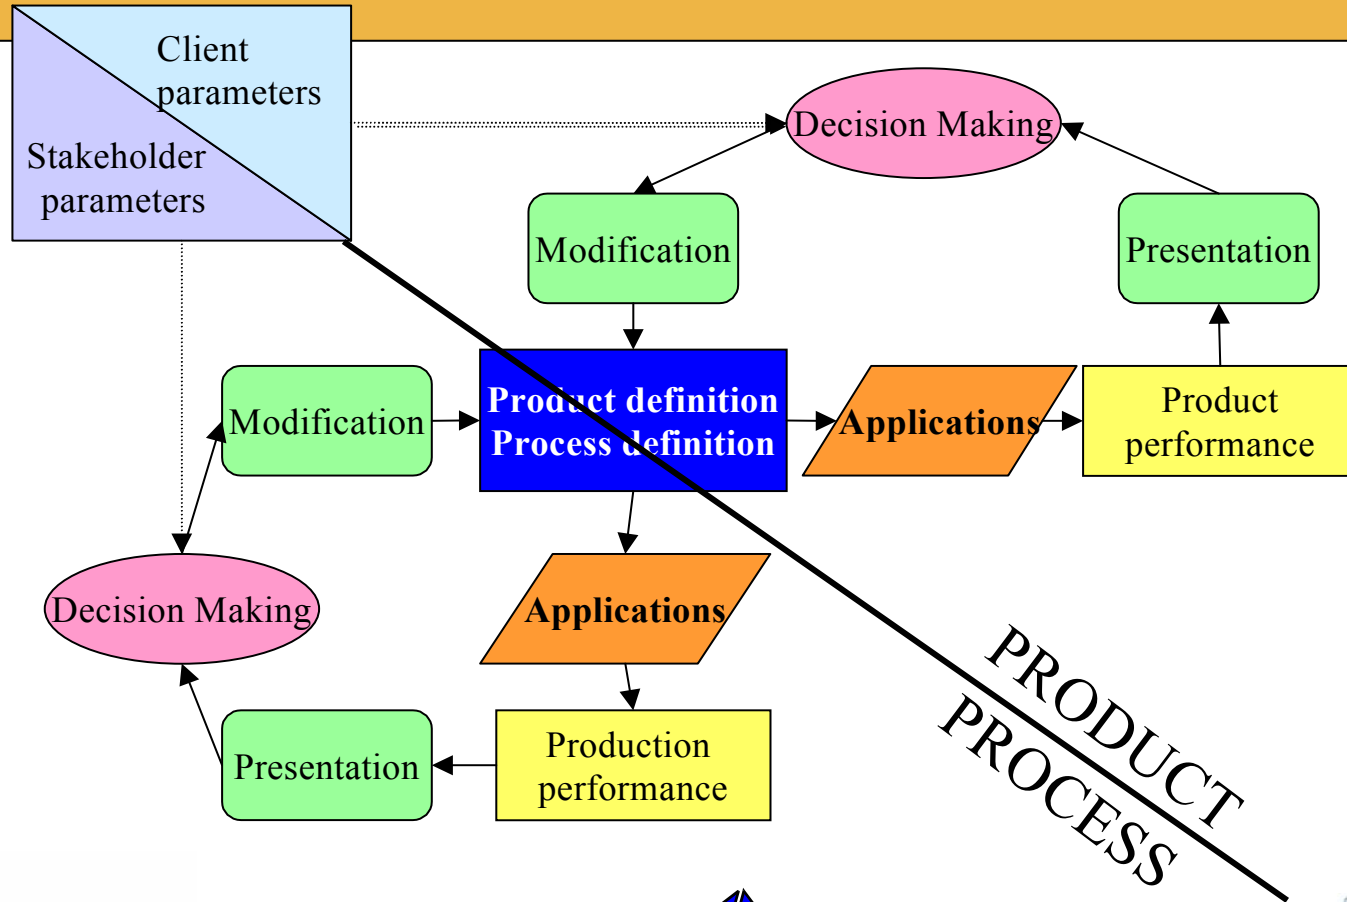 Client
parameters
Stakeholder
parameters
Decision Making
Modification
Presentation
Modification
Product definition
Process definition
Applications
Product
performance
Decision Making
Applications
Presentation
Production
performance
PRODUCT
PROCESS